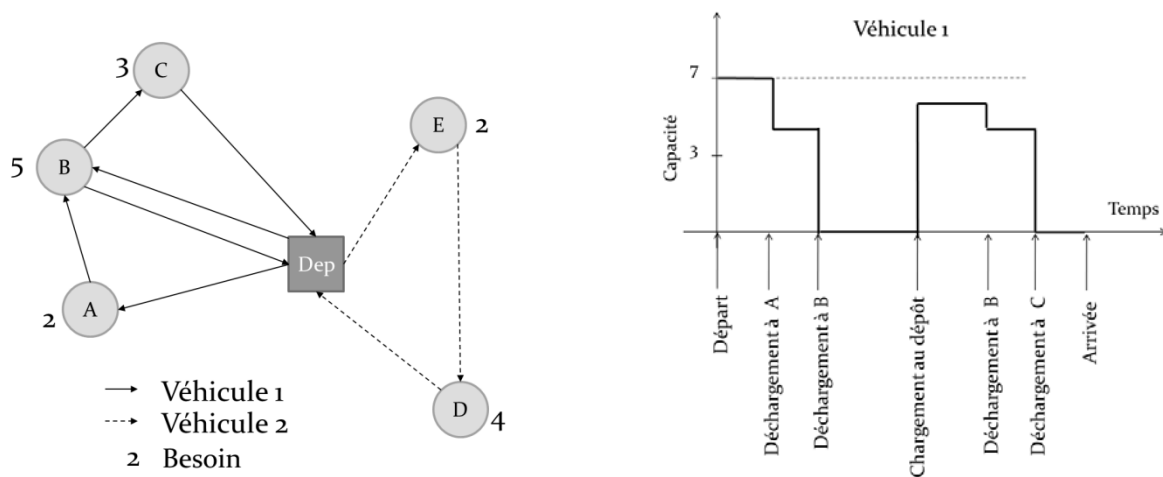 3
C
E
2
5
B
Dep
A
2
D
4
Véhicule 1
Véhicule 2
2 Besoin
Véhicule 1
7
3
Capacité
Temps
Départ
Déchargement à A
Déchargement à B
Chargement au dépôt
Déchargement à B
Déchargement à C
Arrivée